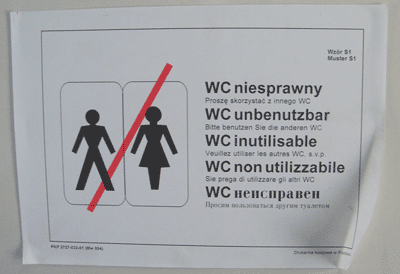 Wzór S1
Muster S1
WC niesprawny
Proszę skorzystać z innego WC
WC unbenutzbar
Bitte benutzen Sie die anderen WC
WC inutilisable
Veuillez utiliser les autres WC, s.v.p.
WC non utilizzabile
Si prega di utilizzare gli altri WC
WC неисправен
Просим пользоваться другим туалетом
Drukarnia kolejowa w